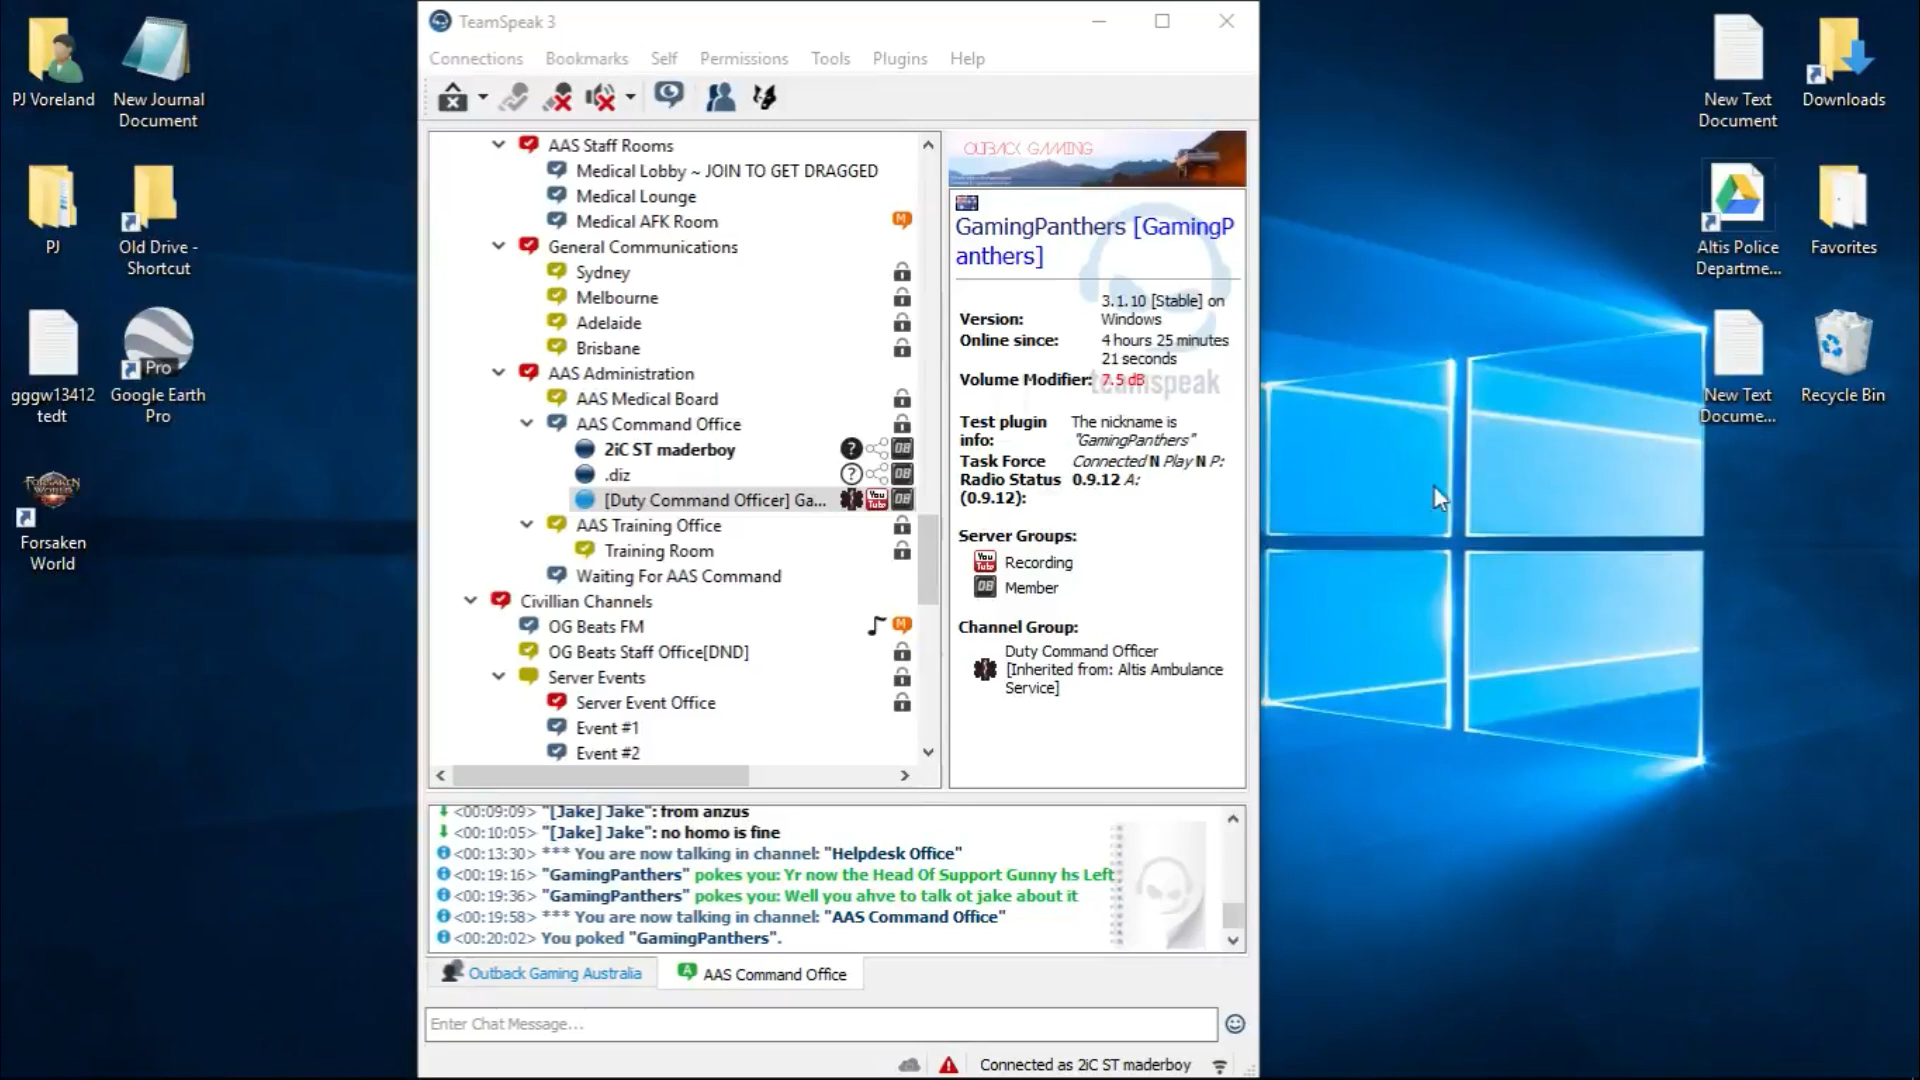 PJ Voreland
New Journal
Document
PJ
Old Drive -
Shortcut
gggw13412
tedt
Pro
Google Earth
Pro
Forsaken
World
TeamSpeak 3
Connections Bookmarks Self Permissions Tools Plugins Help
AAS Staff Rooms
Medical Lobby ~ JOIN TO GET DRAGGED
Medical Lounge
Medical AFK Room
General Communications
Sydney
Melbourne
Adelaide
Brisbane
AAS Administration
AAS Medical Board
AAS Command Office
2iC ST maderboy
.diz
[Duty Command Officer] Ga...
AAS Training Office
Training Room
Waiting For AAS Command
Civillian Channels
OG Beats FM
OG Beats Staff Office[DND]
Server Events
Server Event Office
Event #1
Event #2
OUTBACK GAMING
GamingPanthers [GamingP
anthers]
Version: 3.1.10 [Stable] on
Windows
Online since: 4 hours 25 minutes
21 seconds
Volume Modifier: 7.5 dB
teamspeak
Test plugin
info: The nickname is
"GamingPanthers"
Task Force
Radio Status
(0.9.12): Connected N Play N P:
0.9.12 A:
Server Groups:
You Tube Recording
Member
Channel Group:
Duty Command Officer
[Inherited from: Altis Ambulance
Service]
<00:09:09> "[Jake] Jake": from anzus
<00:10:05> "[Jake] Jake": no homo is fine
<00:13:30> *** You are now talking in channel: "Helpdesk Office"
<00:19:16> "GamingPanthers" pokes you: Yr now the Head Of Support Gunny hs Left
<00:19:36> "GamingPanthers" pokes you: Well you ahve to talk ot jake about it
<00:19:58> *** You are now talking in channel: "AAS Command Office"
<00:20:02> You poked "GamingPanthers".
Outback Gaming Australia
AAS Command Office
Enter Chat Message...
Connected as 2iC ST maderboy
New Text
Document
Downloads
Altis Police
Departme...
Favorites
New Text
Docume...
Recycle Bin